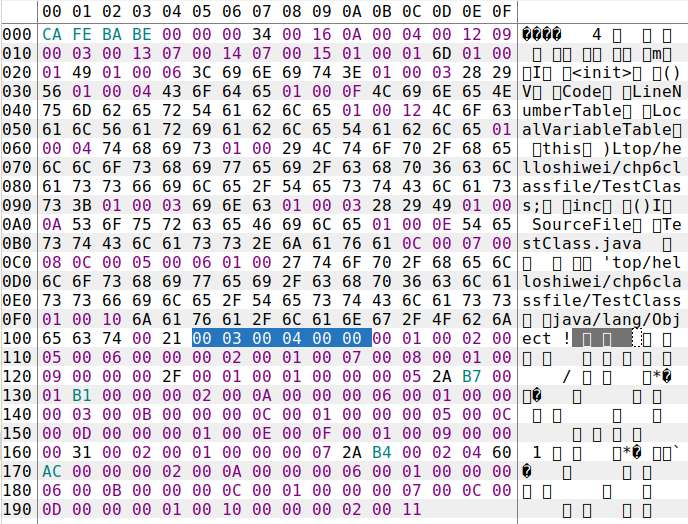 00 01 02 03 04 05 06 07 08 09 0A 0B 0C 0D 0E 0F
000 CA FE BA BE 00 00 00 34 00 16 0A 00 04 00 12 09 ���� 4
010 00 03 00 13 07 00 14 07 00 15 01 00 01 6D 01 00 m
020 01 49 01 00 06 3C 69 6E 69 74 3E 01 00 03 28 29 I <init> ()
030 56 01 00 04 43 6F 64 65 01 00 0F 4C 69 6E 65 4E V Code LineN
040 75 6D 62 65 72 54 61 62 6C 65 01 00 12 4C 6F 63 umberTable Loc
050 61 6C 56 61 72 69 61 62 6C 65 54 61 62 6C 65 01 alVariableTable
060 00 04 74 68 69 73 01 00 29 4C 74 6F 70 2F 68 65 this )Ltop/he
070 6C 6C 6F 73 68 69 77 65 69 2F 63 68 70 36 63 6C lloshiwei/chp6cl
080 61 73 73 66 69 6C 65 2F 54 65 73 74 43 6C 61 73 assfile/TestClas
090 73 3B 01 00 03 69 6E 63 01 00 03 28 29 49 01 00 s; inc ()I
0A0 0A 53 6F 75 72 63 65 46 69 6C 65 01 00 0E 54 65 SourceFile Te
0B0 73 74 43 6C 61 73 73 2E 6A 61 76 61 0C 00 07 00 stClass.java
0C0 08 0C 00 05 00 06 01 00 27 74 6F 70 2F 68 65 6C 'top/hel
0D0 6C 6F 73 68 69 77 65 69 2F 63 68 70 36 63 6C 61 loshiwei/chp6cla
0E0 73 73 66 69 6C 65 2F 54 65 73 74 43 6C 61 73 73 ssfile/TestClass
0F0 01 00 10 6A 61 76 61 2F 6C 61 6E 67 2F 4F 62 6A java/lang/Obj
100 65 63 74 00 21 00 03 00 04 00 00 00 01 00 02 00 ect !
110 05 00 06 00 00 00 02 00 01 00 07 00 08 00 01 00
120 09 00 00 00 2F 00 01 00 01 00 00 00 05 2A B7 00 / *�
130 01 B1 00 00 00 02 00 0A 00 00 00 06 00 01 00 00 �
140 00 03 00 0B 00 00 00 0C 00 01 00 00 00 05 00 0C
150 00 0D 00 00 00 01 00 0E 00 0F 00 01 00 09 00 00
160 00 31 00 02 00 01 00 00 00 07 2A B4 00 02 04 60 1 *� `
170 AC 00 00 00 02 00 0A 00 00 00 06 00 01 00 00 00 �
180 06 00 0B 00 00 00 0C 00 01 00 00 00 07 00 0C 00
190 0D 00 00 00 01 00 10 00 00 00 02 00 11